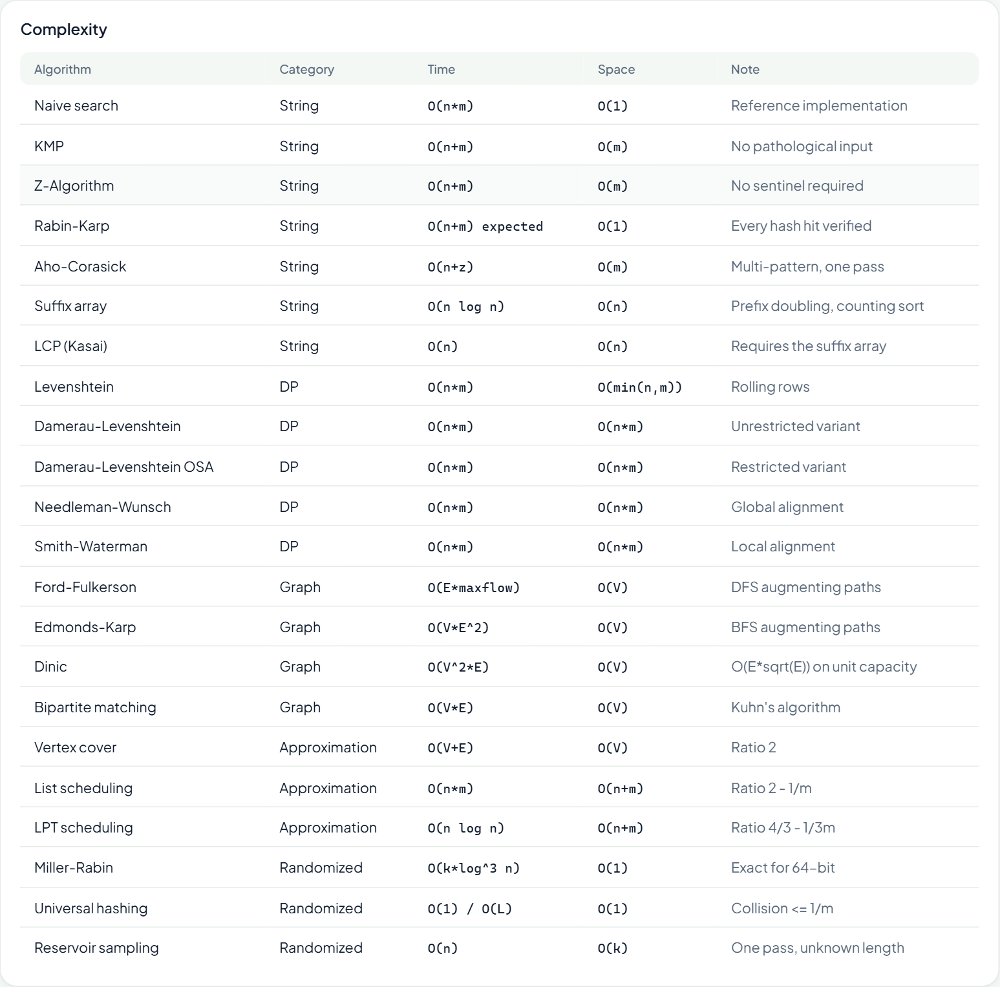 Complexity
Algorithm Category Time Space Note
Naive search String O(n*m) O(1) Reference implementation
KMP String O(n+m) O(m) No pathological input
Z-Algorithm String O(n+m) O(m) No sentinel required
Rabin-Karp String O(n+m) expected O(1) Every hash hit verified
Aho-Corasick String O(n+z) O(m) Multi-pattern, one pass
Suffix array String O(n log n) O(n) Prefix doubling, counting sort
LCP (Kasai) String O(n) O(n) Requires the suffix array
Levenshtein DP O(n*m) O(min(n,m)) Rolling rows
Damerau-Levenshtein DP O(n*m) O(n*m) Unrestricted variant
Damerau-Levenshtein OSA DP O(n*m) O(n*m) Restricted variant
Needleman-Wunsch DP O(n*m) O(n*m) Global alignment
Smith-Waterman DP O(n*m) O(n*m) Local alignment
Ford-Fulkerson Graph O(E*maxflow) O(V) DFS augmenting paths
Edmonds-Karp Graph O(V*E^2) O(V) BFS augmenting paths
Dinic Graph O(V^2*E) O(V) O(E*sqrt(E)) on unit capacity
Bipartite matching Graph O(V*E) O(V) Kuhn's algorithm
Vertex cover Approximation O(V+E) O(V) Ratio 2
List scheduling Approximation O(n*m) O(n+m) Ratio 2 - 1/m
LPT scheduling Approximation O(n log n) O(n+m) Ratio 4/3 - 1/3m
Miller-Rabin Randomized O(k*log^3 n) O(1) Exact for 64-bit
Universal hashing Randomized O(1) / O(L) O(1) Collision <= 1/m
Reservoir sampling Randomized O(n) O(k) One pass, unknown length